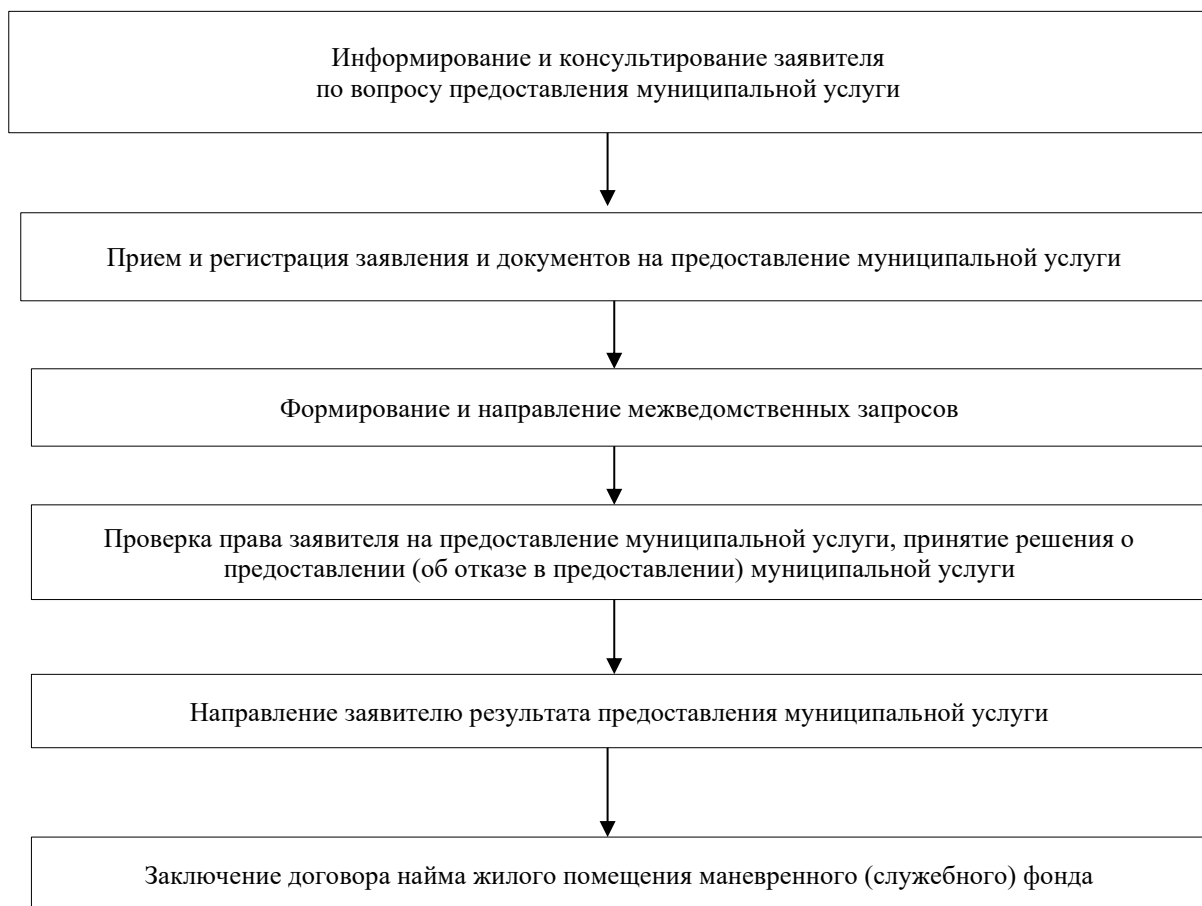 Информирование и консультирование заявителя
по вопросу предоставления муниципальной услуги
Прием и регистрация заявления и документов на предоставление муниципальной услуги
Формирование и направление межведомственных запросов
Проверка права заявителя на предоставление муниципальной услуги, принятие решения о
предоставлении (об отказе в предоставлении) муниципальной услуги
Направление заявителю результата предоставления муниципальной услуги
Заключение договора найма жилого помещения маневренного (служебного) фонда